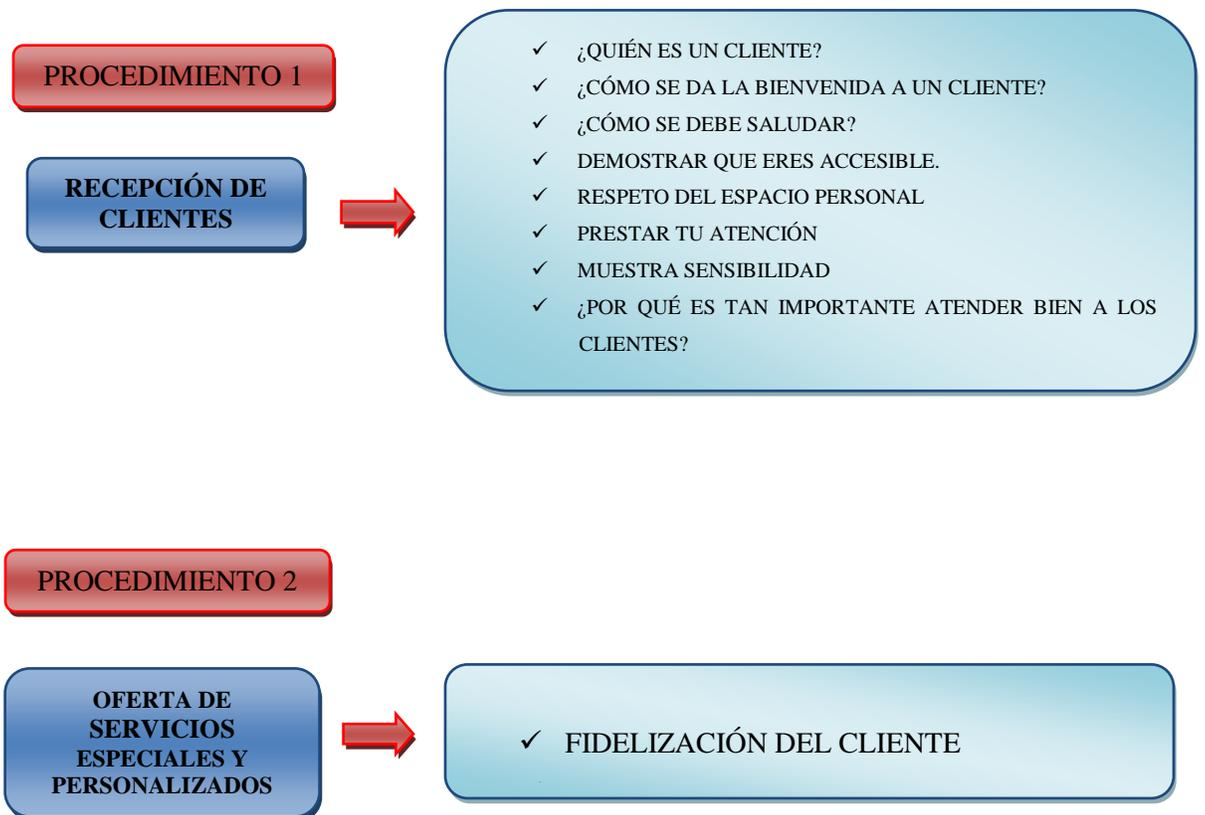 PROCEDIMIENTO 1
RECEPCIÓN DE
CLIENTES
✓ ¿QUIÉN ES UN CLIENTE?
✓ ¿CÓMO SE DA LA BIENVENIDA A UN CLIENTE?
✓ ¿CÓMO SE DEBE SALUDAR?
✓ DEMOSTRAR QUE ERES ACCESIBLE.
✓ RESPETO DEL ESPACIO PERSONAL
✓ PRESTAR TU ATENCIÓN
✓ MUESTRA SENSIBILIDAD
✓ ¿POR QUÉ ES TAN IMPORTANTE ATENDER BIEN A LOS
CLIENTES?
PROCEDIMIENTO 2
OFERTA DE
SERVICIOS
ESPECIALES Y
PERSONALIZADOS
✓ FIDELIZACIÓN DEL CLIENTE